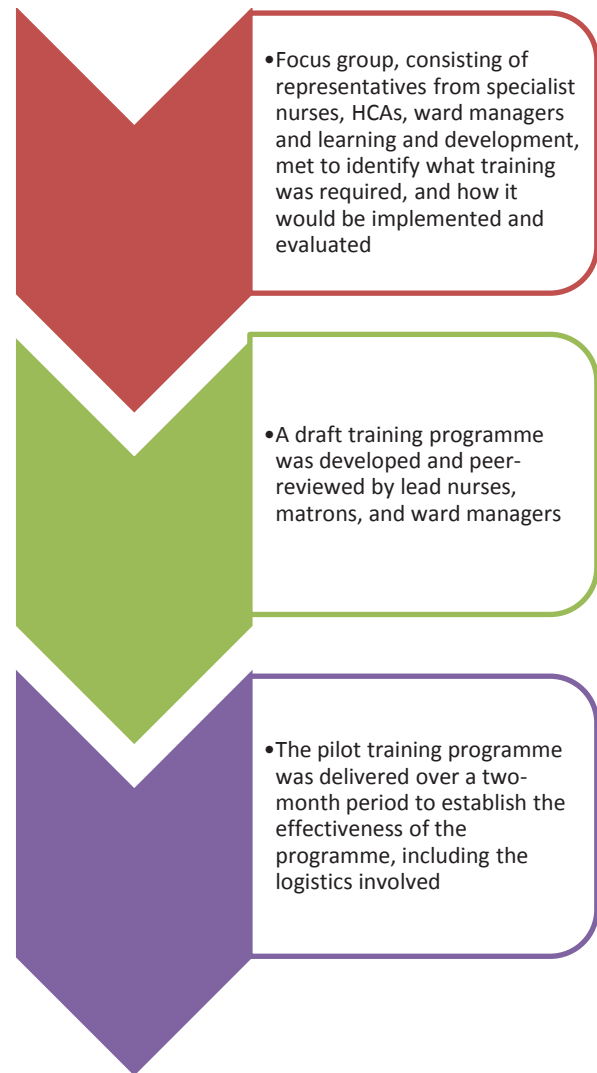 •Focus group, consisting of
representatives from specialist
nurses, HCAs, ward managers
and learning and development,
met to identify what training
was required, and how it
would be implemented and
evaluated
•A draft training programme
was developed and peer-
reviewed by lead nurses,
matrons, and ward managers
•The pilot training programme
was delivered over a two-
month period to establish the
effectiveness of the
programme, including the
logistics involved